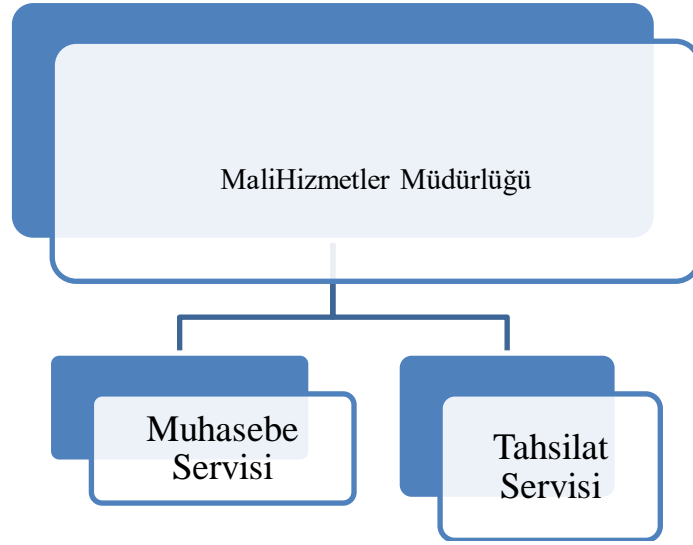 MaliHizmetler Müdürlüğü
Muhasebe
Servisi
Tahsilat
Servisi